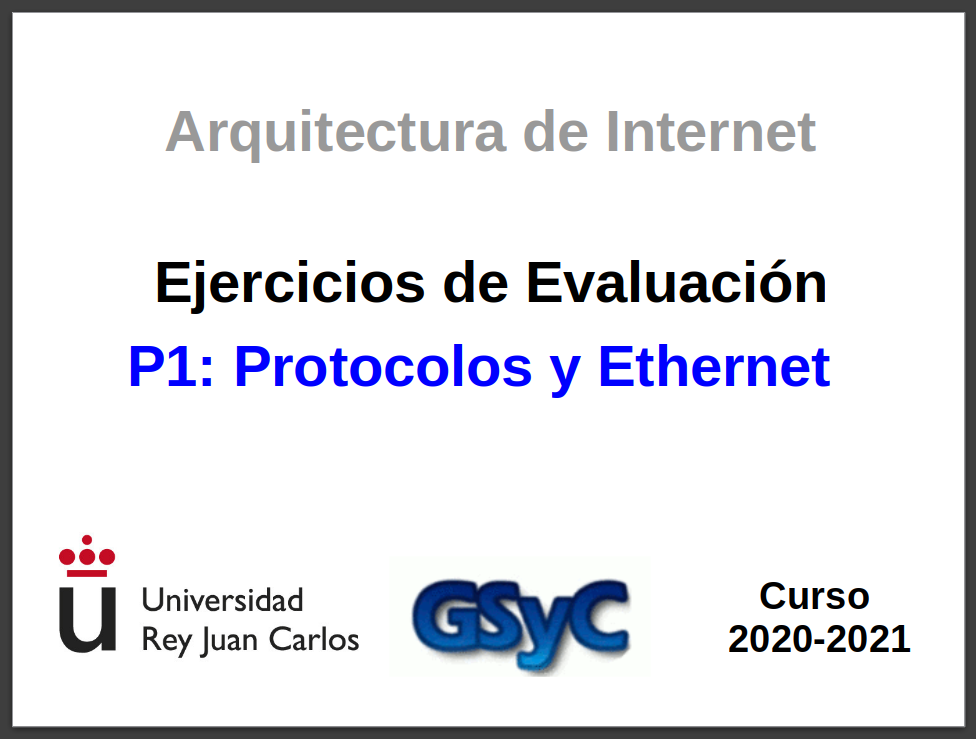 Arquitectura de Internet
Ejercicios de Evaluación
P1: Protocolos y Ethernet
Universidad
Rey Juan Carlos
GSyC
Curso
2020-2021